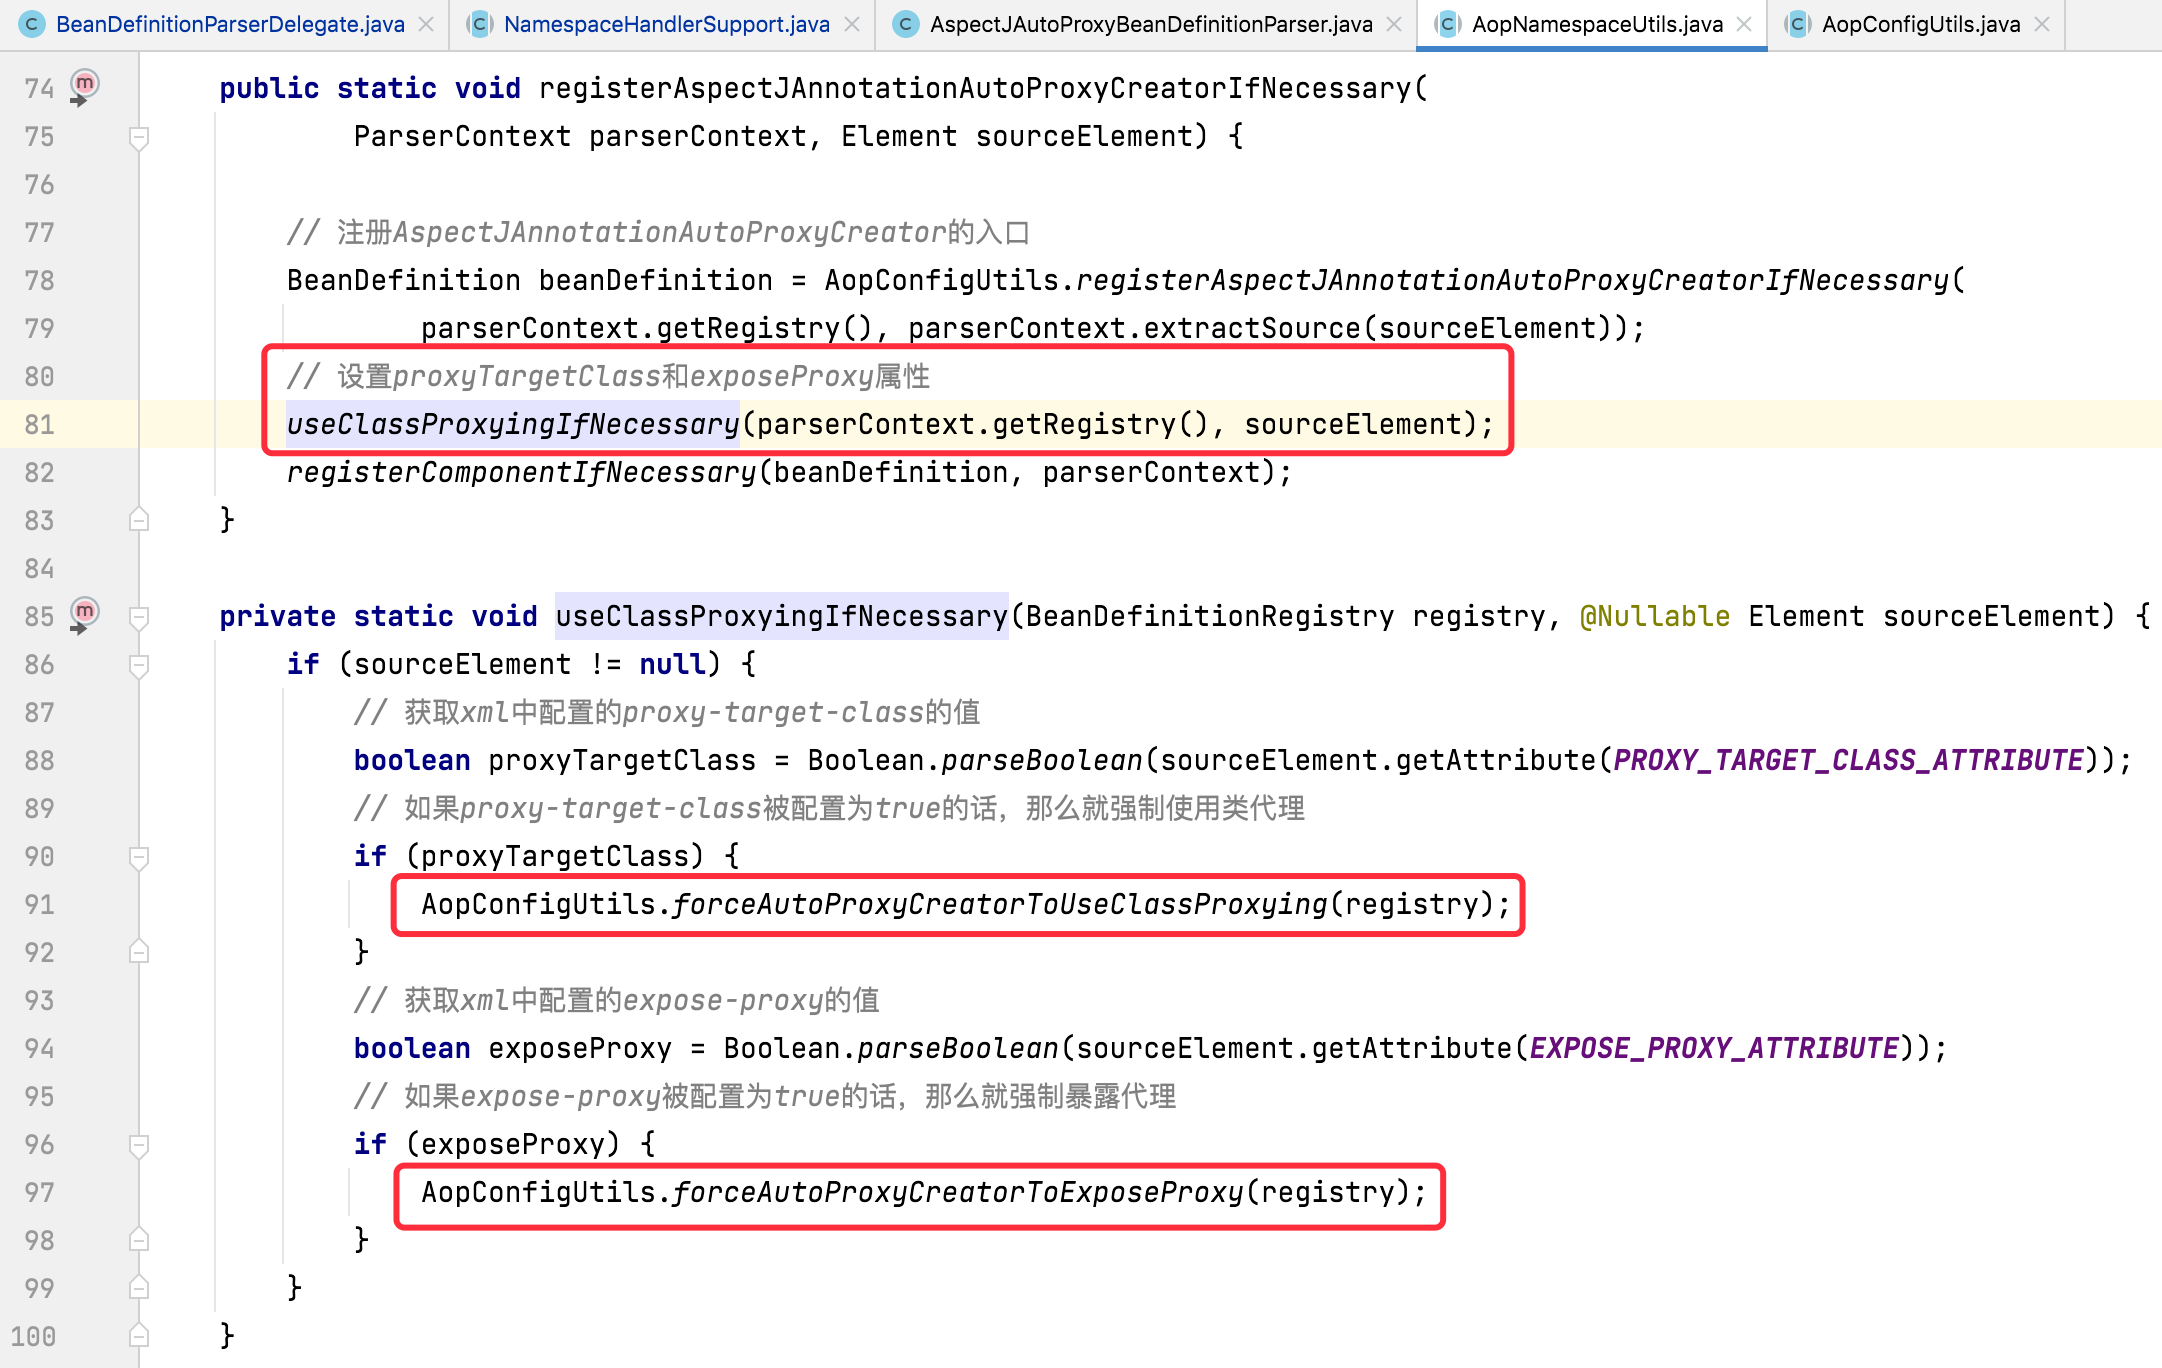 BeanDefinitionParserDelegate.java NamespaceHandlerSupport.java AspectJAutoProxyBeanDefinitionParser.java AopNamespaceUtils.java AopConfigUtils.java
74 public static void registerAspectJAnnotationAutoProxyCreatorIfNecessary(
75 ParserContext parserContext, Element sourceElement) {
76
77 // 注册AspectJAnnotationAutoProxyCreator的入口
78 BeanDefinition beanDefinition = AopConfigUtils.registerAspectJAnnotationAutoProxyCreatorIfNecessary(
79 parserContext.getRegistry(), parserContext.extractSource(sourceElement));
80 // 设置proxyTargetClass和exposeProxy属性
81 useClassProxyingIfNecessary(parserContext.getRegistry(), sourceElement);
82 registerComponentIfNecessary(beanDefinition, parserContext);
83 }
84
85 private static void useClassProxyingIfNecessary(BeanDefinitionRegistry registry, @Nullable Element sourceElement) {
86 if (sourceElement != null) {
87 // 获取xml中配置的proxy-target-class的值
88 boolean proxyTargetClass = Boolean.parseBoolean(sourceElement.getAttribute(PROXY_TARGET_CLASS_ATTRIBUTE));
89 // 如果proxy-target-class被配置为true的话，那么就强制使用类代理
90 if (proxyTargetClass) {
91 AopConfigUtils.forceAutoProxyCreatorToUseClassProxying(registry);
92 }
93 // 获取xml中配置的expose-proxy的值
94 boolean exposeProxy = Boolean.parseBoolean(sourceElement.getAttribute(EXPOSE_PROXY_ATTRIBUTE));
95 // 如果expose-proxy被配置为true的话，那么就强制暴露代理
96 if (exposeProxy) {
97 AopConfigUtils.forceAutoProxyCreatorToExposeProxy(registry);
98 }
99 }
100 }